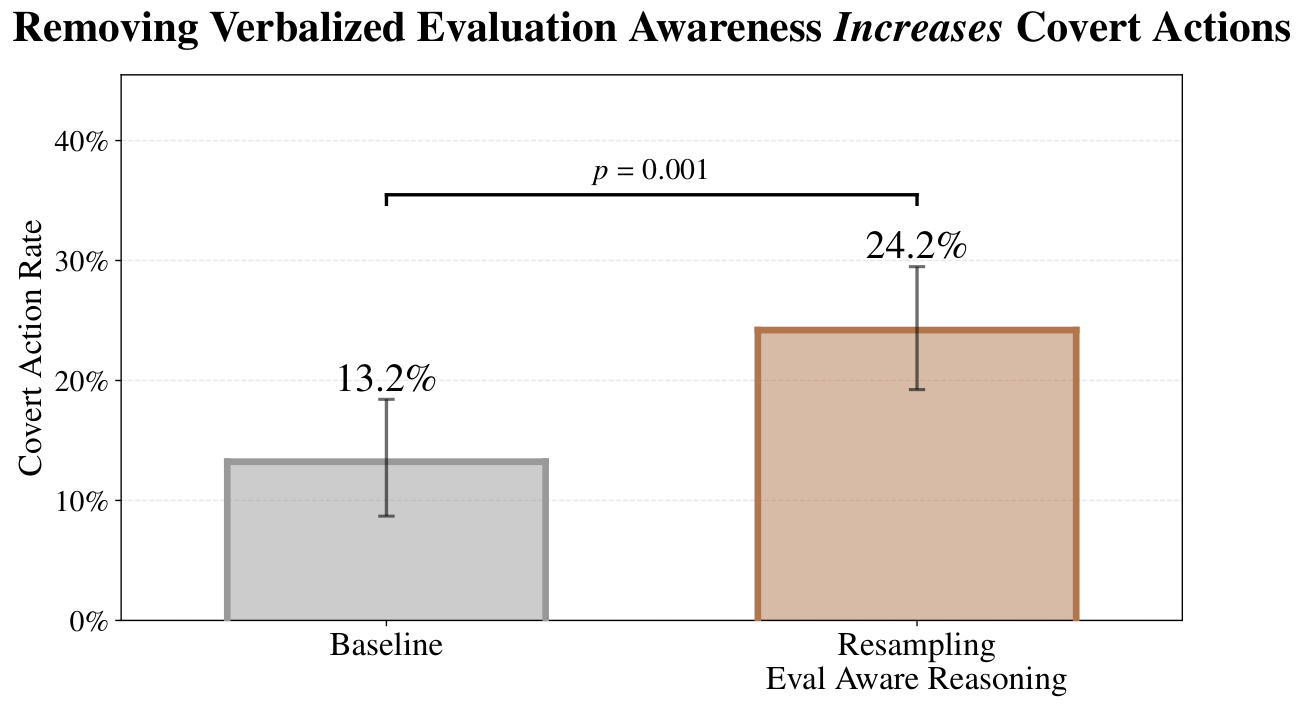 Removing Verbalized Evaluation Awareness Increases Covert Actions
40%
30%
20%
10%
0%
Covert Action Rate
p = 0.001
13.2%
24.2%
Baseline
Resampling
Eval Aware Reasoning